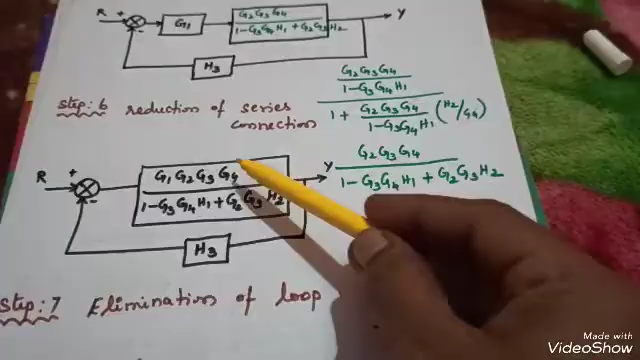 R + - G₁ G₂G₃G₄ Y
1-G₃G₄H₁+G₂G₃H₂
H₃
Step: 6 reduction of series connection
G₂G₃G₄
1-G₃G₄H₁
1 + G₂G₃G₄ (H₂/G₄)
1-G₃G₄H₁
G₂G₃G₄
1-G₃G₄H₁ + G₂G₃H₂
R + - G₁G₂G₃G₄ Y
1-G₃G₄H₁+G₂G₃H₂
H₃
Step: 7 Elimination of loop
Made with
VideoShow